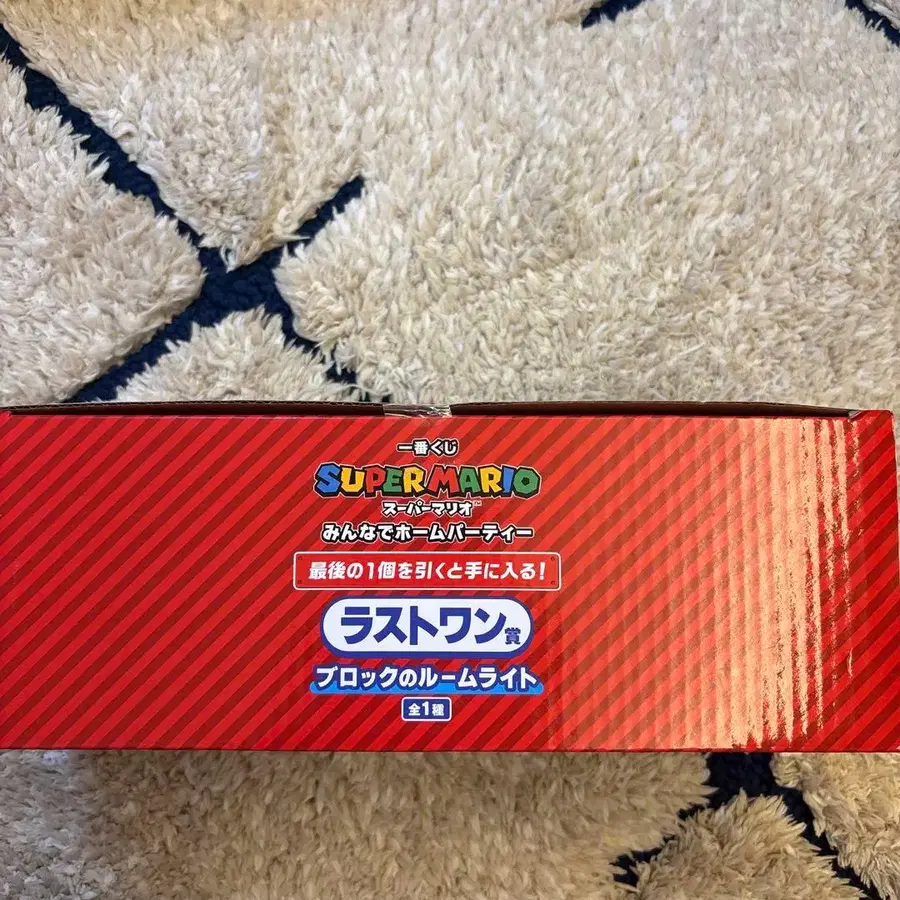 一番くじ
SUPER MARIO
スーパーマリオ™
みんなでホームパーティー
最後の1個を引くと手に入る!
ラストワン賞
ブロックのルームライト
全1種